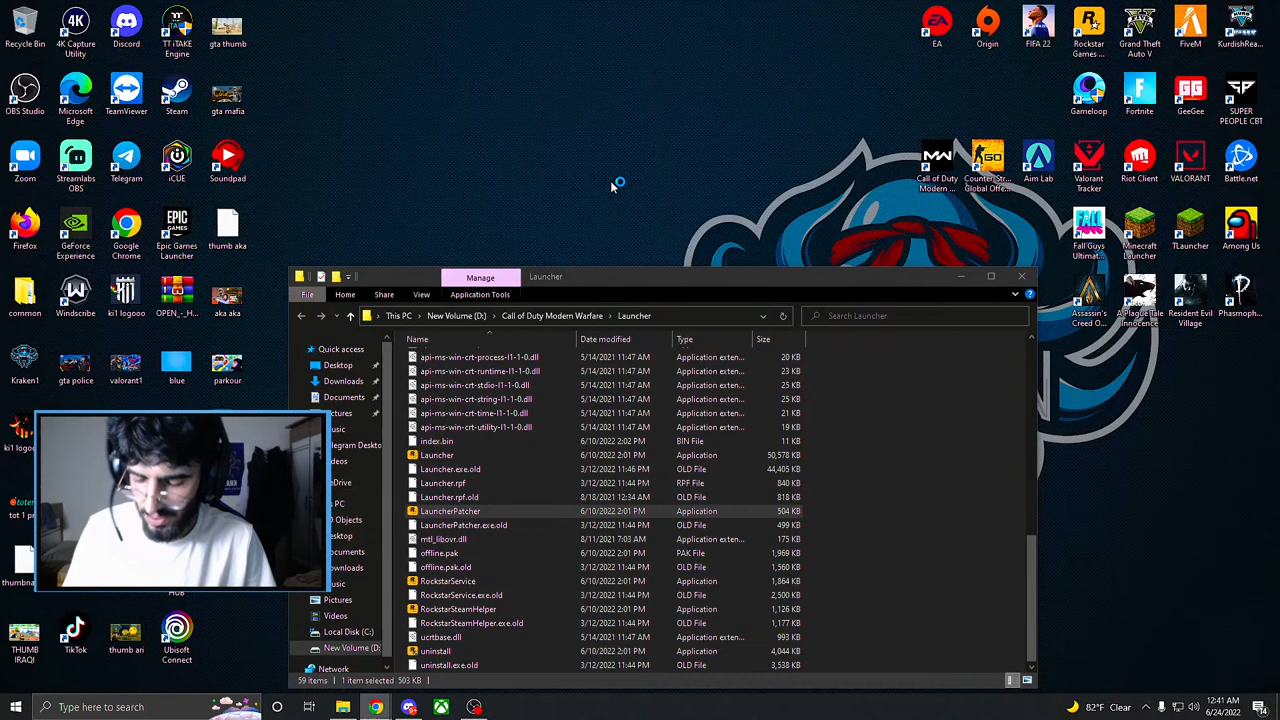 Recycle Bin
4K Capture Utility
Discord
TT iTAKE Engine
gta thumb
EA
Origin
FIFA 22
Rockstar Games ...
Grand Theft Auto V
FiveM
KurdishRea...
OBS Studio
Microsoft Edge
TeamViewer
Steam
gta mafia
Gameloop
Fortnite
GeeGee
SUPER PEOPLE CBT
Zoom
Streamlabs OBS
Telegram
iCUE
Soundpad
Call of Duty Modern ...
Counter Str... Global Offe...
Aim Lab
Valorant Tracker
Riot Client
VALORANT
Battle.net
Firefox
GeForce Experience
Google Chrome
Epic Games Launcher
thumb aka
Fall Guys Ultimat...
Minecraft Launcher
TLauncher
Among Us
common
Windscribe
kii logooo
OPEN_-_H...
aka aka
Assassin's Creed O...
A Plague Tale Innocence
Resident Evil Village
Phasmoph...
Kraken1
gta police
valorant1
blue
parkour
Manage
Launcher
File
Home
Share
View
Application Tools
This PC
New Volume (D:)
Call of Duty Modern Warfare
Launcher
Search Launcher
Name
Date modified
Type
Size
Quick access
Desktop
Downloads
Documents
api-ms-win-crt-process-l1-1-0.dll 5/14/2021 11:47 AM Application exten... 20 KB
api-ms-win-crt-runtime-l1-1-0.dll 5/14/2021 11:47 AM Application exten... 23 KB
api-ms-win-crt-stdio-l1-1-0.dll 5/14/2021 11:47 AM Application exten... 25 KB
api-ms-win-crt-string-l1-1-0.dll 5/14/2021 11:47 AM Application exten... 25 KB
api-ms-win-crt-time-l1-1-0.dll 5/14/2021 11:47 AM Application exten... 21 KB
api-ms-win-crt-utility-l1-1-0.dll 5/14/2021 11:47 AM Application exten... 19 KB
index.bin 6/10/2022 2:02 PM BIN File 11 KB
Launcher 6/10/2022 2:01 PM Application 50,578 KB
Launcher.exe.old 3/12/2022 11:46 PM OLD File 44,405 KB
Launcher.rpf 3/12/2022 11:44 PM RPF File 840 KB
Launcher.rpf.old 8/18/2021 12:34 AM OLD File 818 KB
LauncherPatcher 6/10/2022 2:01 PM Application 504 KB
LauncherPatcher.exe.old 3/12/2022 11:44 PM OLD File 499 KB
mtl_libovr.dll 8/11/2021 7:03 AM Application exten... 175 KB
offline.pak 6/10/2022 2:01 PM PAK File 1,969 KB
offline.pak.old 3/12/2022 11:44 PM OLD File 1,560 KB
RockstarService 6/10/2022 2:01 PM Application 1,864 KB
RockstarService.exe.old 3/12/2022 11:44 PM OLD File 2,500 KB
RockstarSteamHelper 6/10/2022 2:01 PM Application 1,126 KB
RockstarSteamHelper.exe.old 3/12/2022 11:44 PM OLD File 1,177 KB
ucrtbase.dll 5/14/2021 11:47 AM Application exten... 993 KB
uninstall 6/10/2022 2:01 PM Application 4,044 KB
uninstall.exe.old 3/12/2022 11:44 PM OLD File 3,538 KB
Pictures
Videos
Local Disk (C:)
New Volume (D:
Network
59 items
1 item selected 503 KB
THUMB IRAQI
TikTok
thumb ari
Ubisoft Connect
Type here to search
82°F Clear
12:41 AM
6/24/2022